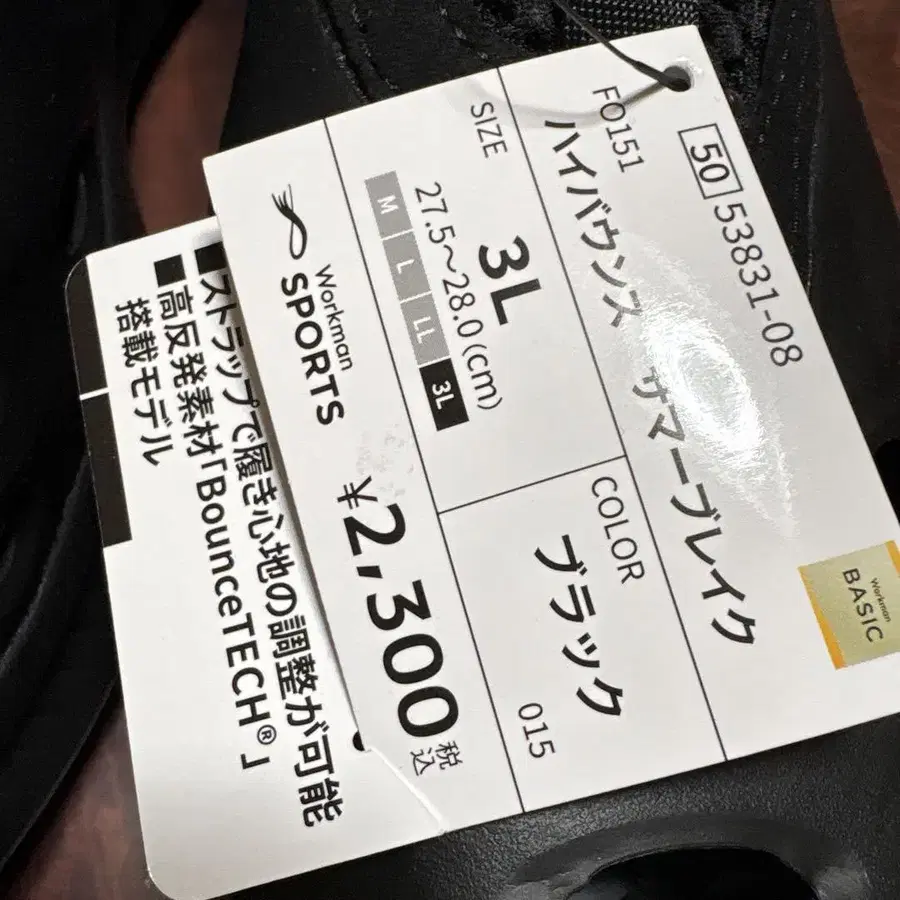 50 53831-08
FO151
ハイバウンス サマーブレイク
Workman
BASIC
SIZE
3L
27.5～28.0(cm)
M L LL 3L
COLOR
ブラック
015
Workman
SPORTS
¥2,300 税込
■ストラップで履き心地の調整が可能
■高反発素材「BounceTECH®」
搭載モデル